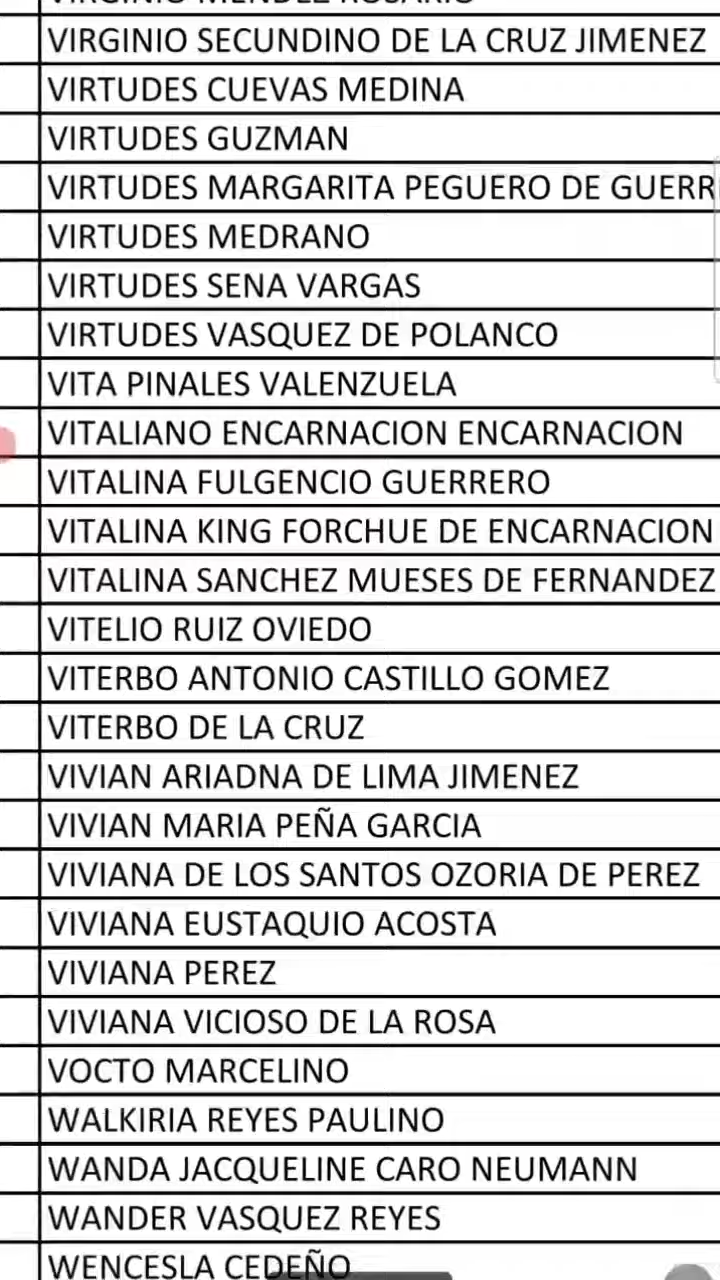 VIRGINIO MENDEZ ROSARIO
VIRGINIO SECUNDINO DE LA CRUZ JIMENEZ
VIRTUDES CUEVAS MEDINA
VIRTUDES GUZMAN
VIRTUDES MARGARITA PEGUERO DE GUERR
VIRTUDES MEDRANO
VIRTUDES SENA VARGAS
VIRTUDES VASQUEZ DE POLANCO
VITA PINALES VALENZUELA
VITALIANO ENCARNACION ENCARNACION
VITALINA FULGENCIO GUERRERO
VITALINA KING FORCHUE DE ENCARNACION
VITALINA SANCHEZ MUESES DE FERNANDEZ
VITELIO RUIZ OVIEDO
VITERBO ANTONIO CASTILLO GOMEZ
VITERBO DE LA CRUZ
VIVIAN ARIADNA DE LIMA JIMENEZ
VIVIAN MARIA PEÑA GARCIA
VIVIANA DE LOS SANTOS OZORIA DE PEREZ
VIVIANA EUSTAQUIO ACOSTA
VIVIANA PEREZ
VIVIANA VICIOSO DE LA ROSA
VOCTO MARCELINO
WALKIRIA REYES PAULINO
WANDA JACQUELINE CARO NEUMANN
WANDER VASQUEZ REYES
WENCESLA CEDEÑO